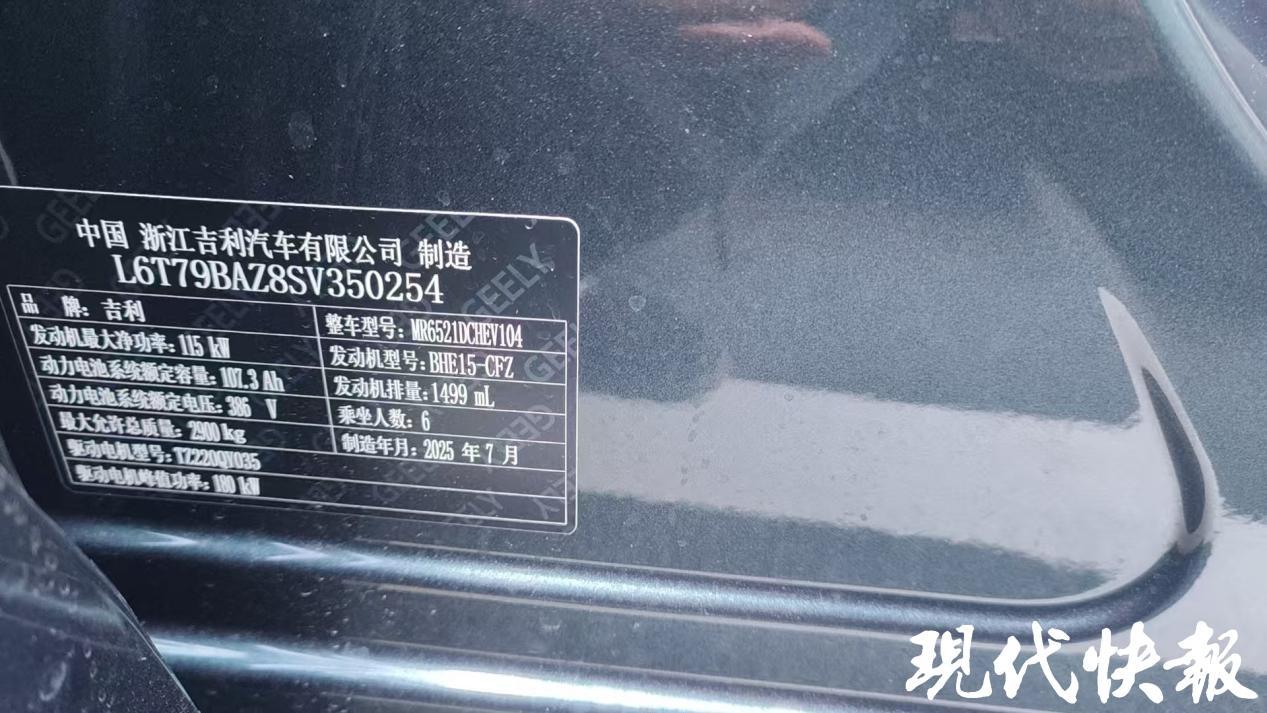 中国 浙江吉利汽车有限公司 制造
L6T79BAZ8SV350254
品 牌: 吉利
整车型号: MR6521DCHEV104
发动机最大净功率: 115 kW
发动机型号: BHE15-CFZ
动力电池系统额定容量: 107.3 Ah
发动机排量: 1499 mL
动力电池系统额定电压: 386 V
乘坐人数: 6
最大允许总质量: 2900 kg
制造年月: 2025 年 7 月
驱动电机型号: TZ220QY035
驱动电机峰值功率: 180 kW
GEELY
現代快報